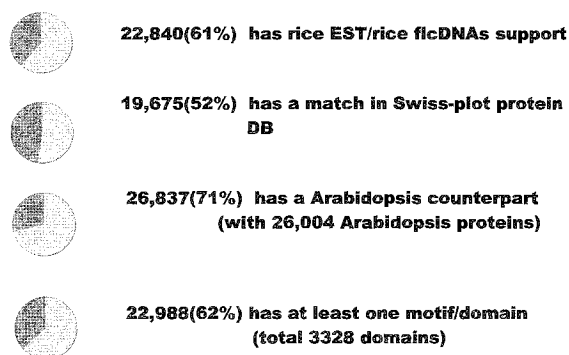 22,840(61%) has rice EST/rice flcDNAs support
19,675(52%) has a match in Swiss-plot protein
DB
26,837(71%) has a Arabidopsis counterpart
(with 26,004 Arabidopsis proteins)
22,988(62%) has at least one motif/domain
(total 3328 domains)